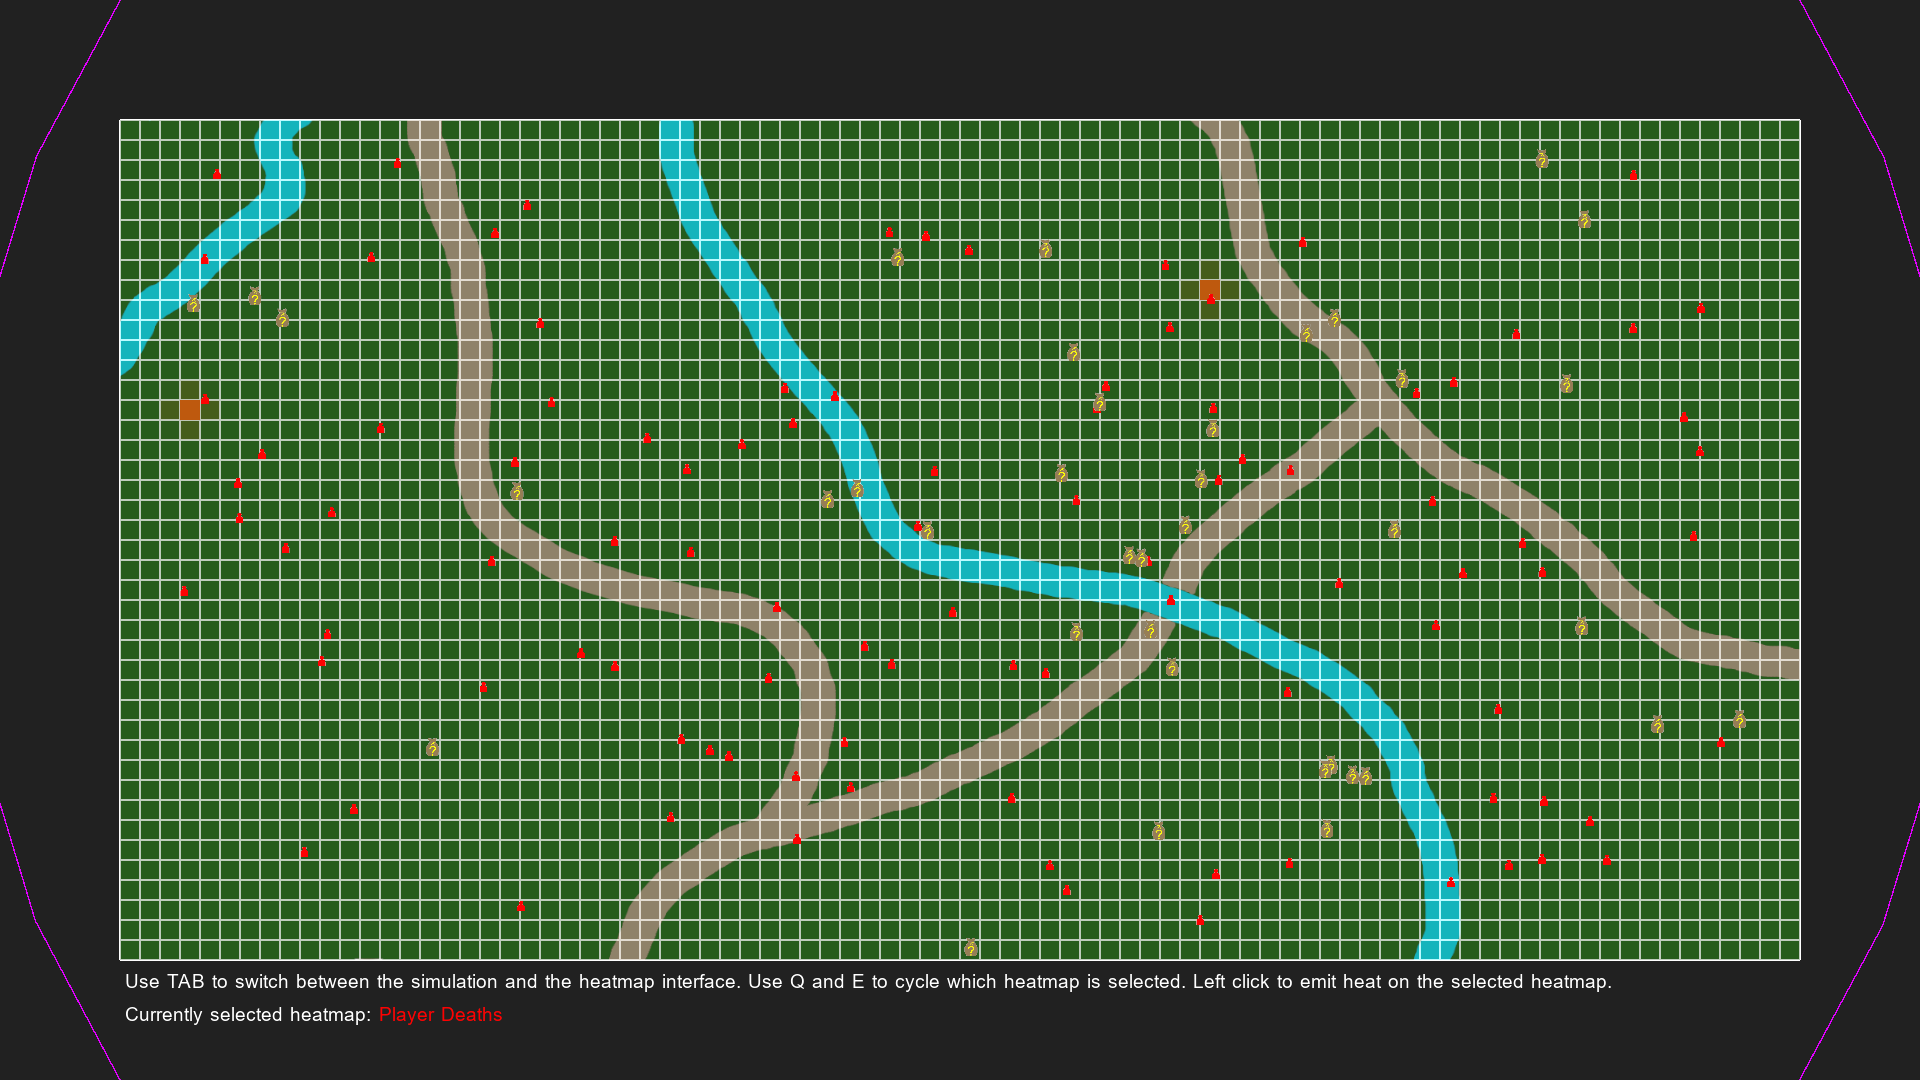 Use TAB to switch between the simulation and the heatmap interface. Use Q and E to cycle which heatmap is selected. Left click to emit heat on the selected heatmap.
Currently selected heatmap: Player Deaths